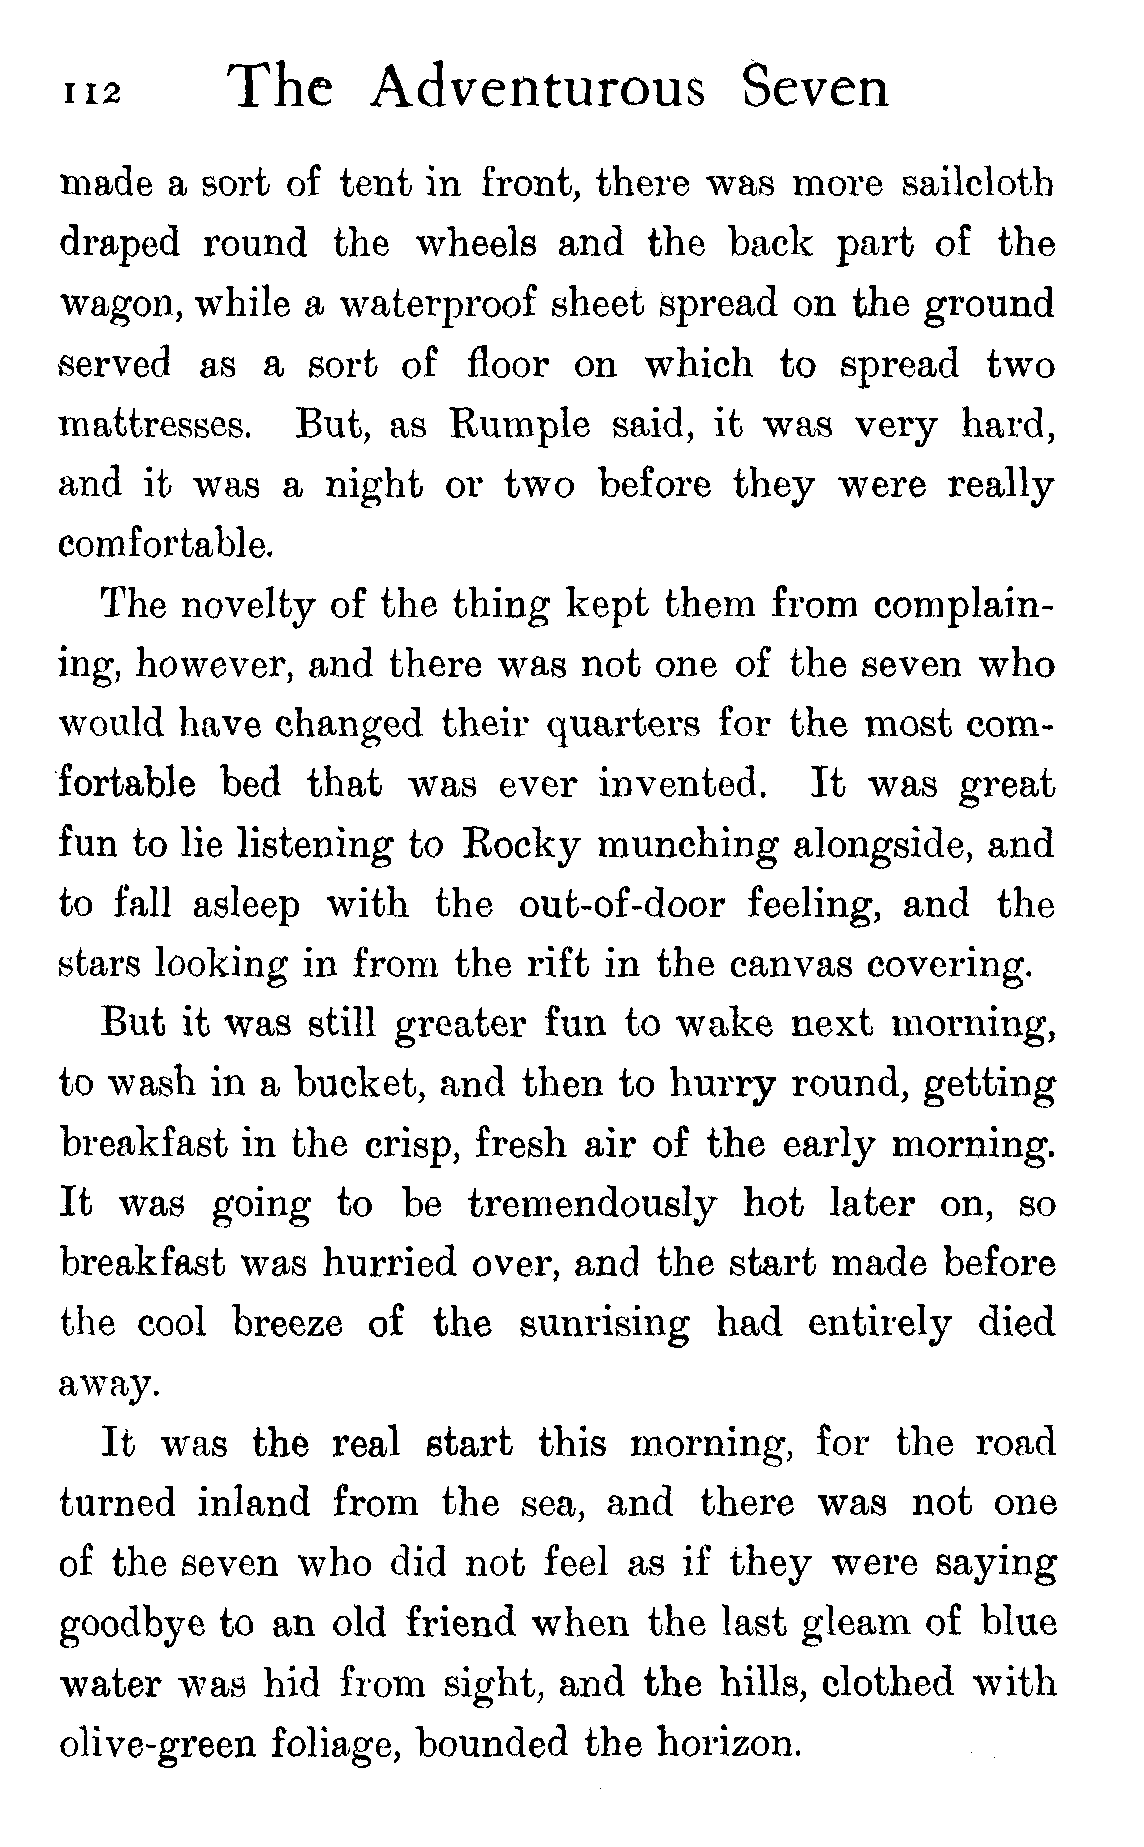 112 The Adventurous Seven
made a sort of tent in front, there was more sailcloth
draped round the wheels and the back part of the
wagon, while a waterproof sheet spread on the ground
served as a sort of floor on which to spread two
mattresses. But, as Rumple said, it was very hard,
and it was a night or two before they were really
comfortable.
The novelty of the thing kept them from complain-
ing, however, and there was not one of the seven who
would have changed their quarters for the most com-
fortable bed that was ever invented. It was great
fun to lie listening to Rocky munching alongside, and
to fall asleep with the out-of-door feeling, and the
stars looking in from the rift in the canvas covering.
But it was still greater fun to wake next morning,
to wash in a bucket, and then to hurry round, getting
breakfast in the crisp, fresh air of the early morning.
It was going to be tremendously hot later on, so
breakfast was hurried over, and the start made before
the cool breeze of the sunrising had entirely died
away.
It was the real start this morning, for the road
turned inland from the sea, and there was not one
of the seven who did not feel as if they were saying
goodbye to an old friend when the last gleam of blue
water was hid from sight, and the hills, clothed with
olive-green foliage, bounded the horizon.